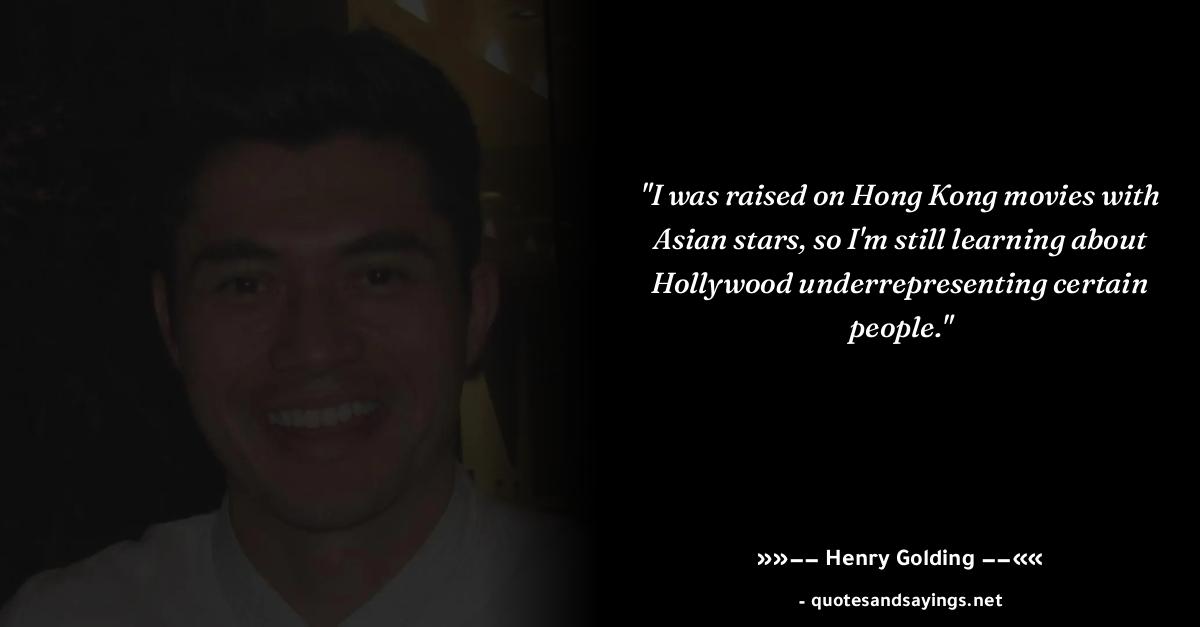 "I was raised on Hong Kong movies with
Asian stars, so I'm still learning about
Hollywood underrepresenting certain
people."
»»−− Henry Golding −−««
- quotesandsayings.net